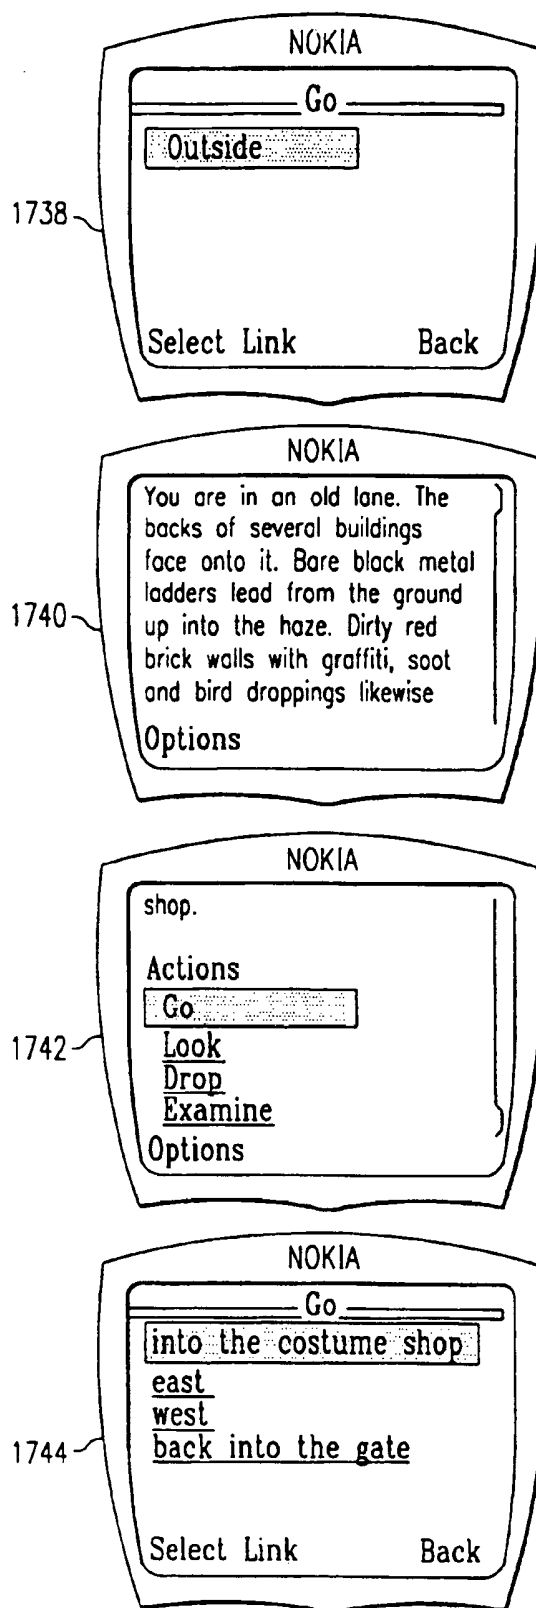 NOKIA
Go
Outside
1738
Select Link Back
NOKIA
You are in an old lane. The
backs of several buildings
face onto it. Bare black metal
ladders lead from the ground
1740
up into the haze. Dirty red
brick walls with graffiti, soot
and bird droppings likewise
Options
NOKIA
shop.
Actions
Go
1742
Look
Drop
Examine
Options
NOKIA
Go
into the costume shop
east
west
1744
back into the gate
Select Link Back